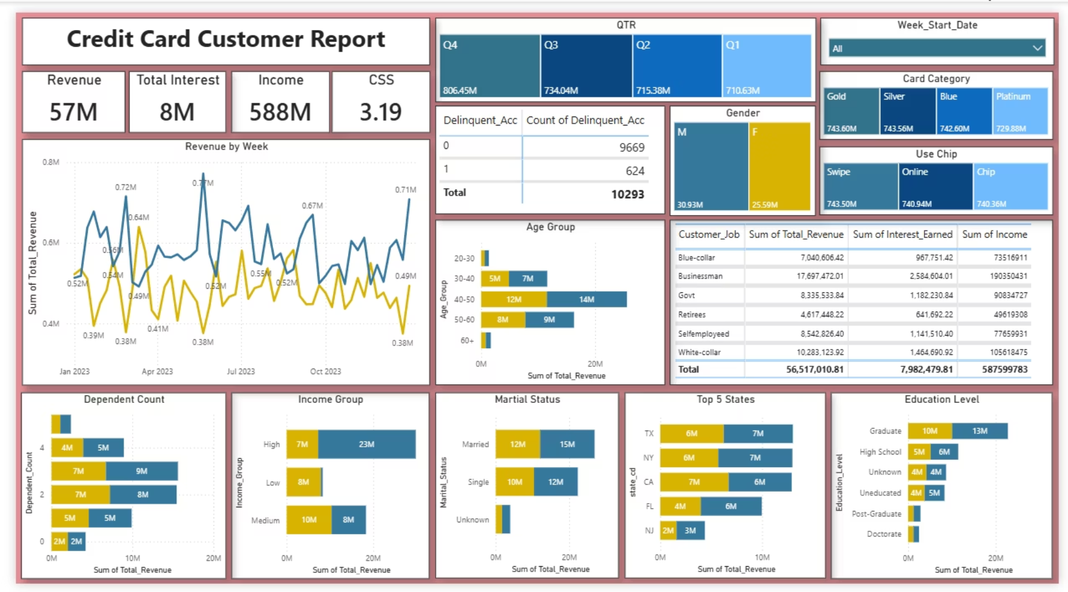 Credit Card Customer Report
Revenue
57M
Total Interest
8M
Income
588M
CSS
3.19
QTR
Q4
806.45M
Q3
734.04M
Q2
715.38M
Q1
710.63M
Week_Start_Date
All
Card Category
Gold
743.60M
Silver
743.56M
Blue
742.60M
Platinum
729.88M
Delinquent_Acc Count of Delinquent_Acc
0 9669
1 624
Total 10293
Gender
M
30.93M
F
25.59M
Use Chip
Swipe
743.50M
Online
740.94M
Chip
740.36M
Revenue by Week
Sum of Total_Revenue
0.8M
0.6M
0.4M
0.52M
0.39M
0.56M
0.54M
0.72M
0.38M
0.64M
0.49M
0.41M
0.77M
0.38M
0.52M
0.55M
0.52M
0.67M
0.71M
0.49M
0.38M
Jan 2023
Apr 2023
Jul 2023
Oct 2023
Age Group
Age_Group
20-30
30-40 5M 7M
40-50 12M 14M
50-60 8M 9M
60+
0M 20M
Sum of Total_Revenue
Customer_Job Sum of Total_Revenue Sum of Interest_Earned Sum of Income
Blue-collar 7,040,606.42 967,751.42 73516911
Businessman 17,697,472.01 2,584,604.01 190350431
Govt 8,335,533.84 1,182,230.84 90834727
Retirees 4,617,448.22 641,692.22 49619308
Selfemployeed 8,542,826.40 1,141,510.40 77659931
White-collar 10,283,123.92 1,464,690.92 105618475
Total 56,517,010.81 7,982,479.81 587599783
Dependent Count
Dependent_Count
4 4M 5M
7M 9M
2 7M 8M
5M 5M
0 2M 2M
0M 10M 20M
Sum of Total_Revenue
Income Group
Income_Group
High 7M 23M
Low 8M
Medium 10M 8M
0M 20M
Sum of Total_Revenue
Martial Status
Marital_Status
Married 12M 15M
Single 10M 12M
Unknown
0M 20M
Sum of Total_Revenue
Top 5 States
state_cd
TX 6M 7M
NY 6M 7M
CA 7M 6M
FL 4M 6M
NJ 2M 3M
0M 10M
Sum of Total_Revenue
Education Level
Education_Level
Graduate 10M 13M
High School 5M 6M
Unknown 4M 4M
Uneducated 4M 5M
Post-Graduate
Doctorate
0M 20M
Sum of Total_Revenue